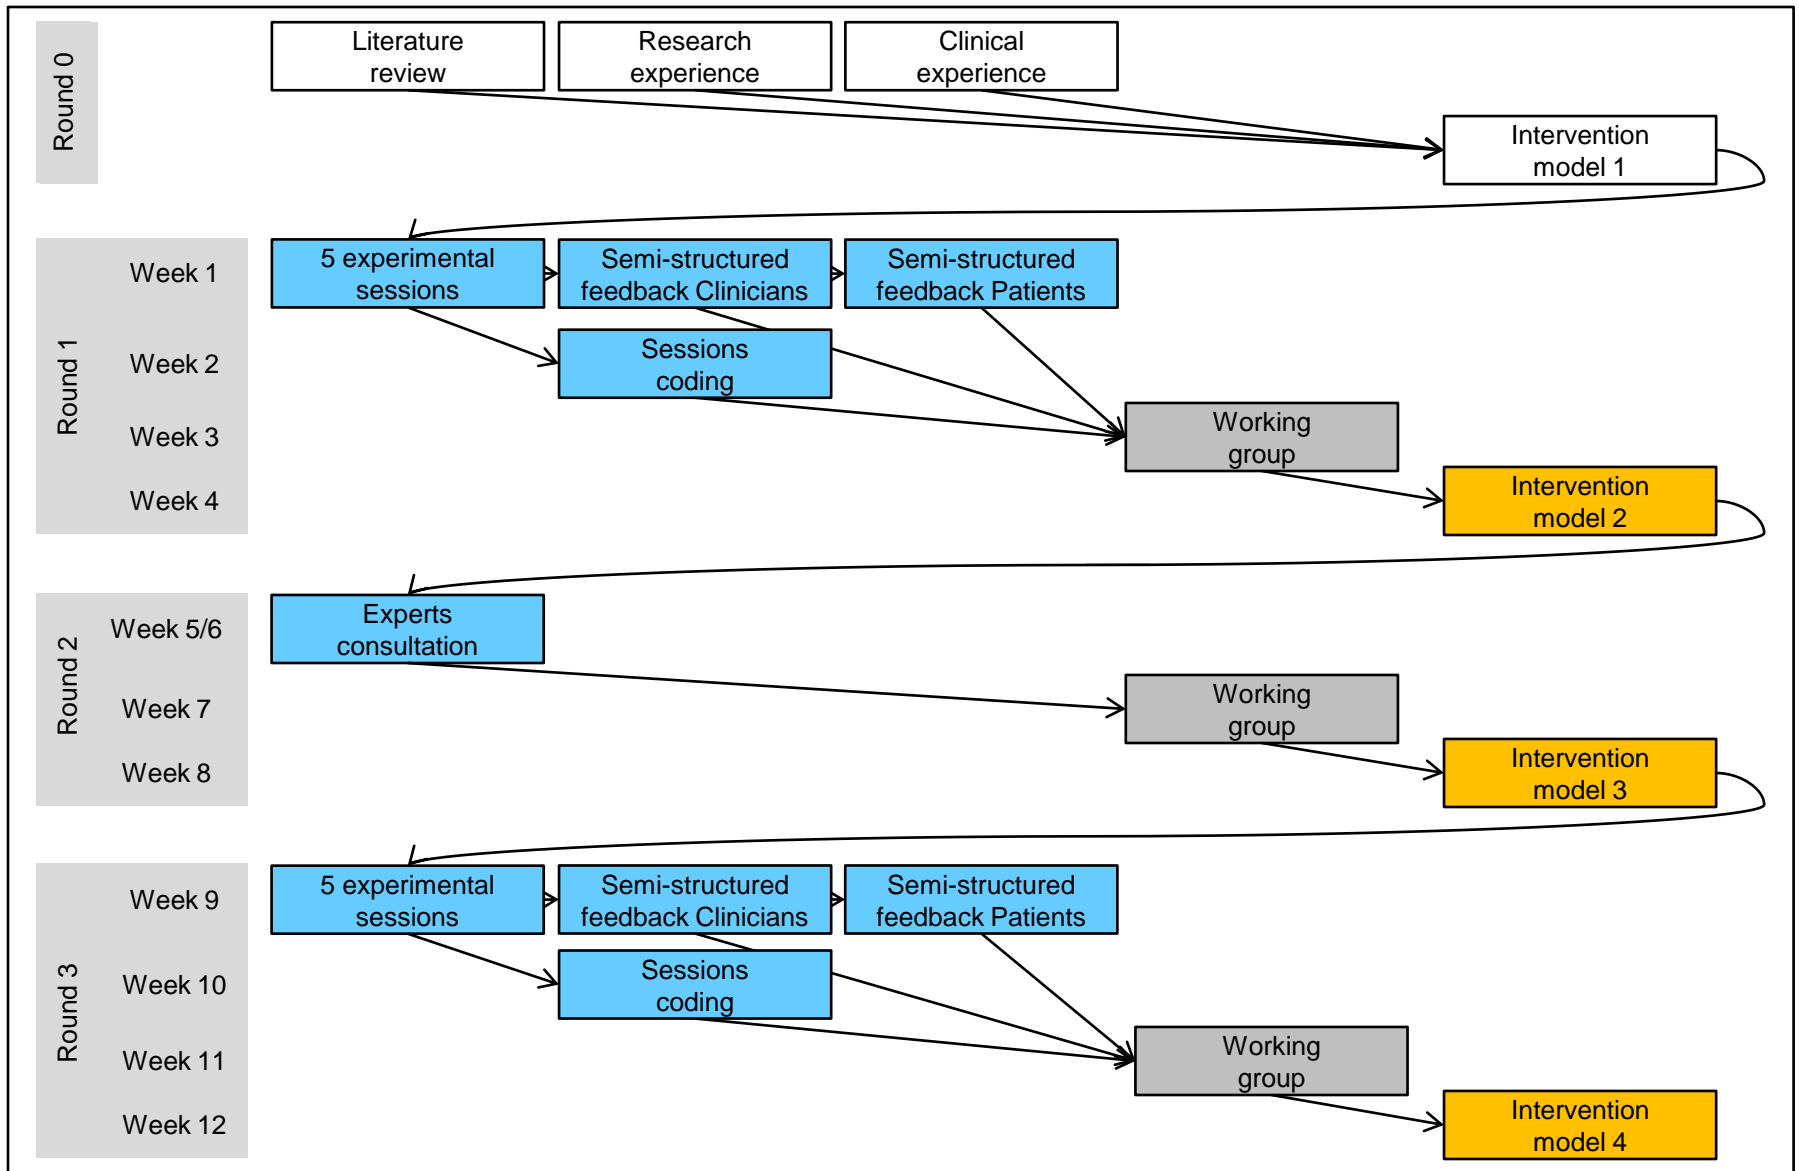 Round 0
Literature
review
Research
experience
Clinical
experience
Intervention
model 1
Round 1
Week 1
5 experimental
sessions
Semi-structured
feedback Clinicians
Semi-structured
feedback Patients
Week 2
Sessions
coding
Week 3
Working
group
Week 4
Intervention
model 2
Round 2
Week 5/6
Experts
consultation
Week 7
Working
group
Week 8
Intervention
model 3
Round 3
Week 9
5 experimental
sessions
Semi-structured
feedback Clinicians
Semi-structured
feedback Patients
Week 10
Sessions
coding
Week 11
Working
group
Week 12
Intervention
model 4